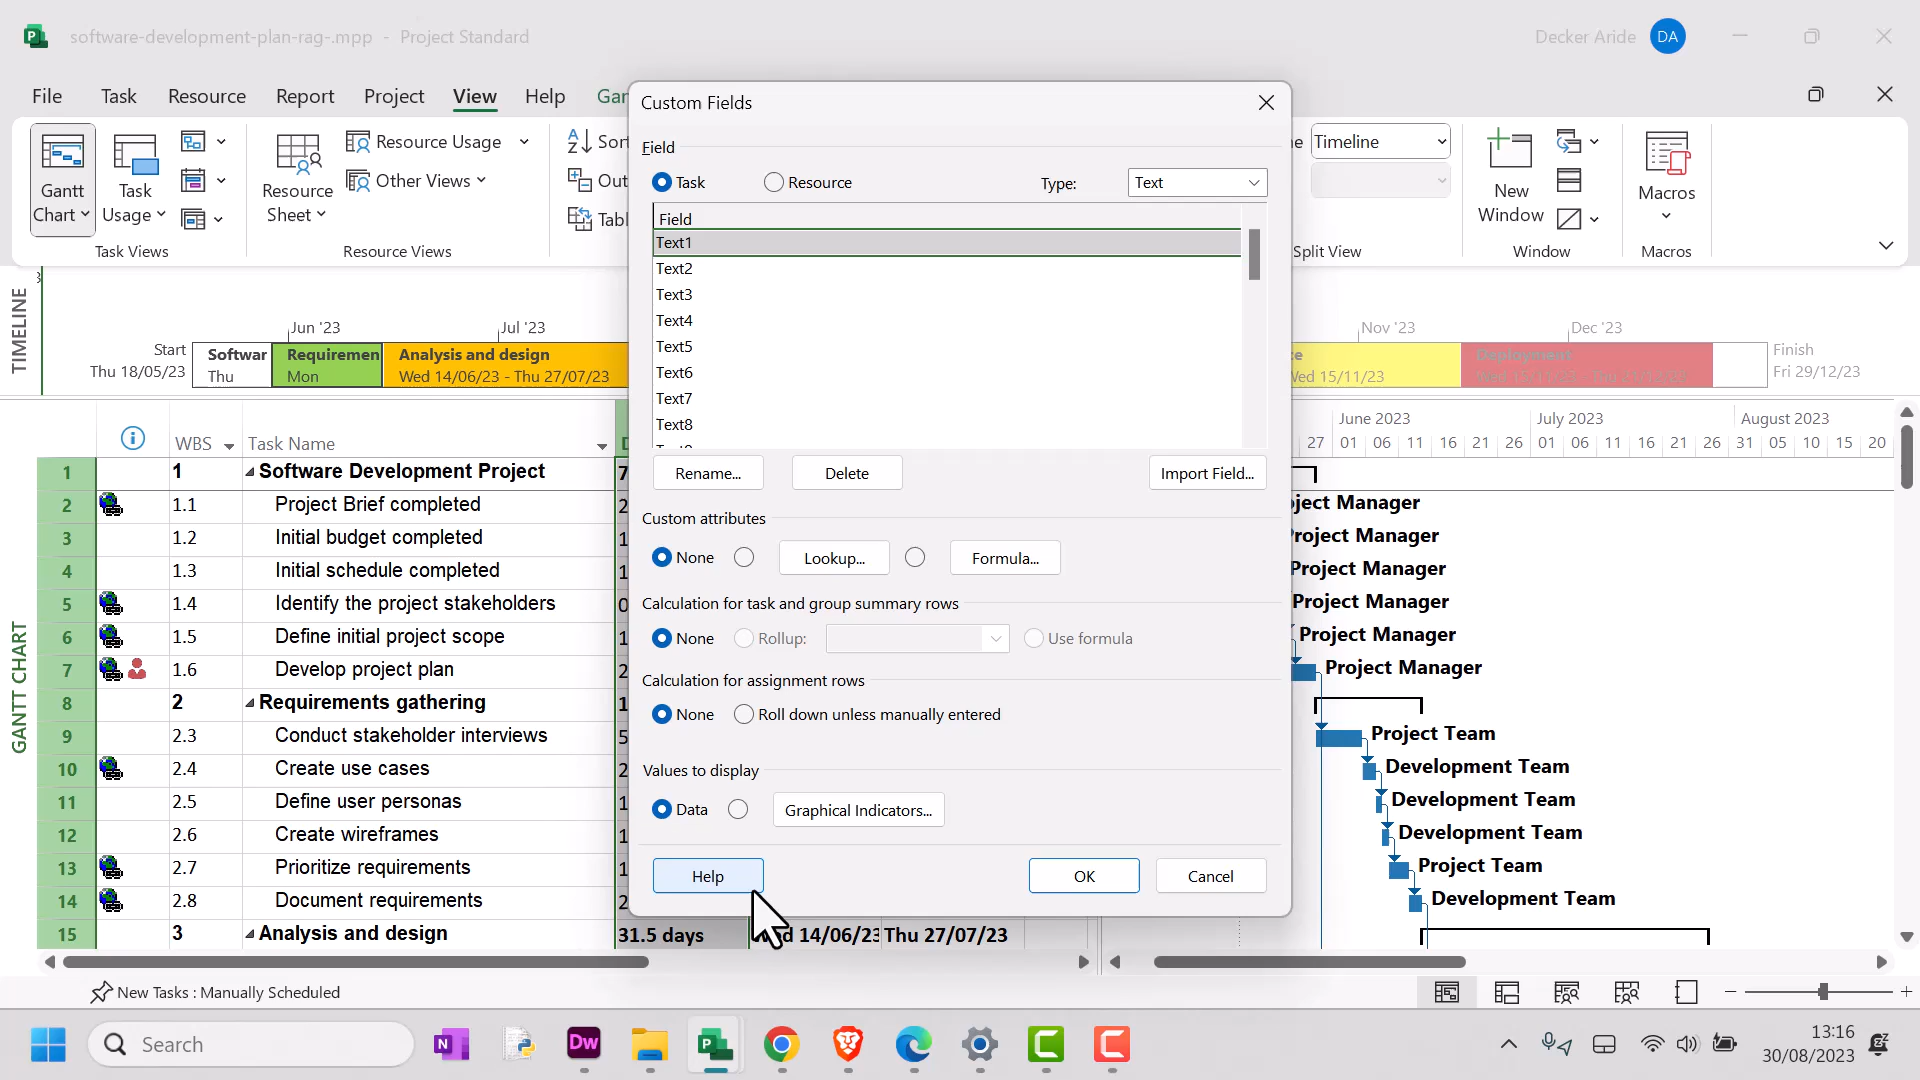 software-development-plan-rag-.mpp - Project Standard
Decker Aride DA
File Task Resource Report Project View Help
Gantt Chart
Task Usage
Task Views
Resource Sheet
Resource Usage
Other Views
Resource Views
Timeline
Split View
New Window
Window
Macros
Macros
Custom Fields
Field
Task Resource Type: Text
Field
Text1
Text2
Text3
Text4
Text5
Text6
Text7
Text8
Rename... Delete Import Field...
Custom attributes
None Lookup... Formula...
Calculation for task and group summary rows
None Rollup: Use formula
Calculation for assignment rows
None Roll down unless manually entered
Values to display
Data Graphical Indicators...
Help OK Cancel
TIMELINE
Jun '23 Jul '23 Nov '23 Dec '23
Start
Thu 18/05/23
Softwar
Thu
Requiremen
Mon
Analysis and design
Wed 14/06/23 - Thu 27/07/23
Wed 15/11/23
Deployment
Finish
Fri 29/12/23
GANTT CHART
WBS Task Name
1 1 Software Development Project
2 1.1 Project Brief completed
3 1.2 Initial budget completed
4 1.3 Initial schedule completed
5 1.4 Identify the project stakeholders
6 1.5 Define initial project scope
7 1.6 Develop project plan
8 2 Requirements gathering
9 2.3 Conduct stakeholder interviews
10 2.4 Create use cases
11 2.5 Define user personas
12 2.6 Create wireframes
13 2.7 Prioritize requirements
14 2.8 Document requirements
15 3 Analysis and design 31.5 days Wed 14/06/23 Thu 27/07/23
June 2023 July 2023 August 2023
27 01 06 11 16 21 26 01 06 11 16 21 26 31 05 10 15 20
ject Manager
roject Manager
Project Manager
Project Manager
Project Manager
Project Manager
Project Team
Development Team
Development Team
Development Team
Project Team
Development Team
New Tasks : Manually Scheduled
Search
13:16
30/08/2023